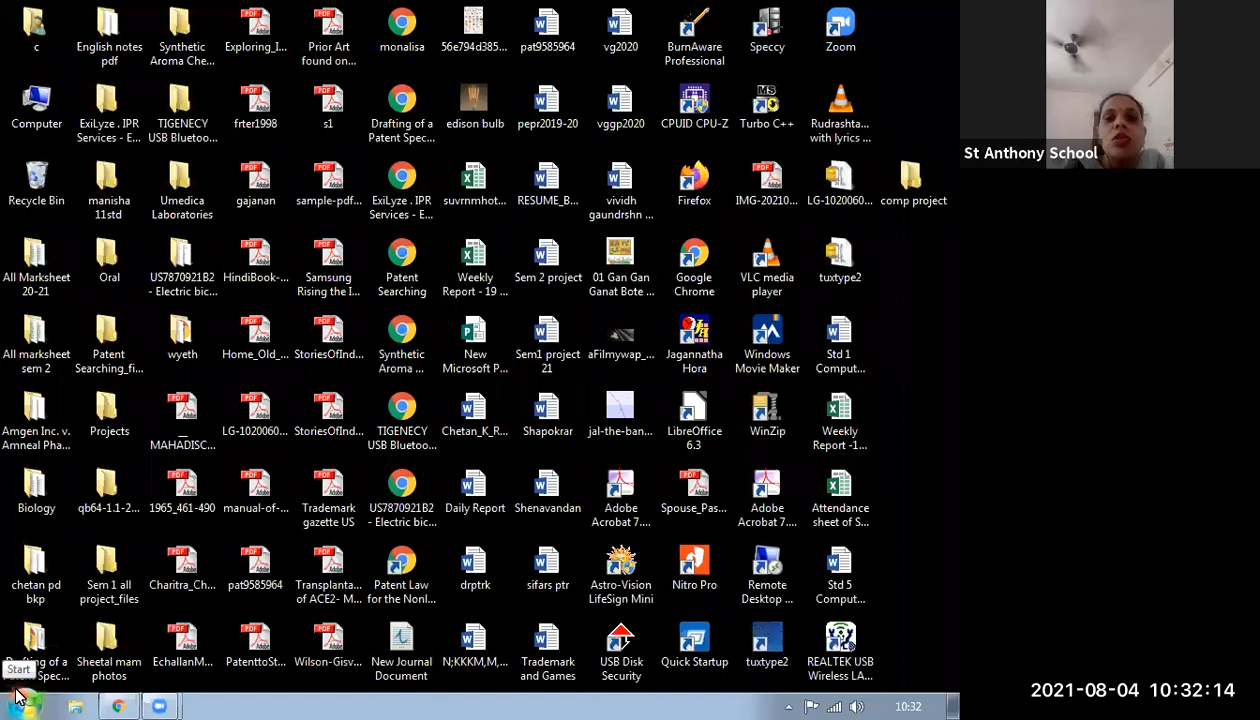 c
English notes
pdf
Synthetic
Aroma Che...
Exploring_I...
Prior Art
found on...
monalisa
56e794d385...
pat9585964
vg2020
BurnAware
Professional
Speccy
Zoom
Computer
ExiLyze . IPR
Services - E...
TIGENECY
USB Bluetoo...
frter1998
s1
Drafting of a
Patent Spec...
edison bulb
pepr2019-20
vggp2020
CPUID CPU-Z
MS
Turbo C++
Rudrashta...
with lyrics ...
St Anthony School
Recycle Bin
manisha
11std
Umedica
Laboratories
gajanan
sample-pdf...
ExiLyze . IPR
Services - E...
suvrnmhot...
RESUME_B...
vividh
gaundrshn ...
Firefox
IMG-20210...
LG-1020060...
comp project
All Marksheet
20-21
Oral
US7870921B2
- Electric bic...
HindiBook-...
Samsung
Rising the I...
Patent
Searching
Weekly
Report - 19 ...
Sem 2 project
01 Gan Gan
Ganat Bote ...
Google
Chrome
VLC media
player
tuxtype2
All marksheet
sem 2
Patent
Searching_fi...
wyeth
Home_Old_...
StoriesOfInd...
Synthetic
Aroma ...
New
Microsoft P...
Sem1 project
21
aFilmywap_...
Jagannatha
Hora
Windows
Movie Maker
Std 1
Comput...
Amgen Inc. v.
Amneal Pha...
Projects
__
MAHADISC...
LG-1020060...
StoriesOfInd...
TIGENECY
USB Bluetoo...
Chetan_K_R...
Shapokrar
jal-the-ban...
LibreOffice
6.3
WinZip
Weekly
Report -1...
Biology
qb64-1.1-2...
1965_461-490
manual-of-...
Trademark
gazette US
US7870921B2
- Electric bic...
Daily Report
Shenavandan
Adobe
Acrobat 7....
Spouse_Pas...
Adobe
Acrobat 7....
Attendance
sheet of S...
chetan pd
bkp
Sem 1 all
project_files
Charitra_Ch...
pat9585964
Transplanta...
of ACE2- M...
Patent Law
for the Nonl...
drptrk
sifars ptr
Astro-Vision
LifeSign Mini
Nitro Pro
Remote
Desktop ...
Std 5
Comput...
Start
of a
Spec...
Sheetal mam
photos
EchallanM...
PatenttoSt...
Wilson-Gisv...
New Journal
Document
N;KKKM,M,...
Trademark
and Games
USB Disk
Security
Quick Startup
tuxtype2
REALTEK USB
Wireless LA...
10:32
2021-08-04 10:32:14